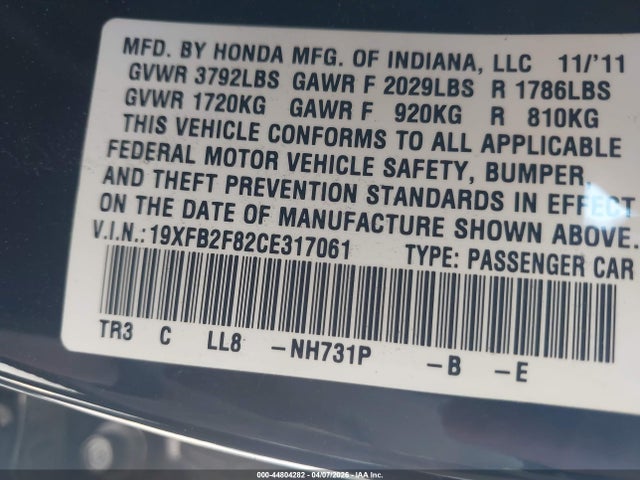 MFD. BY HONDA MFG. OF INDIANA, LLC 11/'11
GVWR 3792LBS GAWR F 2029LBS R 1786LBS
GVWR 1720KG GAWR F 920KG R 810KG
THIS VEHICLE CONFORMS TO ALL APPLICABLE
FEDERAL MOTOR VEHICLE SAFETY, BUMPER,
AND THEFT PREVENTION STANDARDS IN EFFECT
ON THE DATE OF MANUFACTURE SHOWN ABOVE.
V.I.N.:19XFB2F82CE317061 TYPE: PASSENGER CAR
TR3 C LL8 -NH731P -B -E
000-44804282 - 04/07/2026 - IAA, Inc.